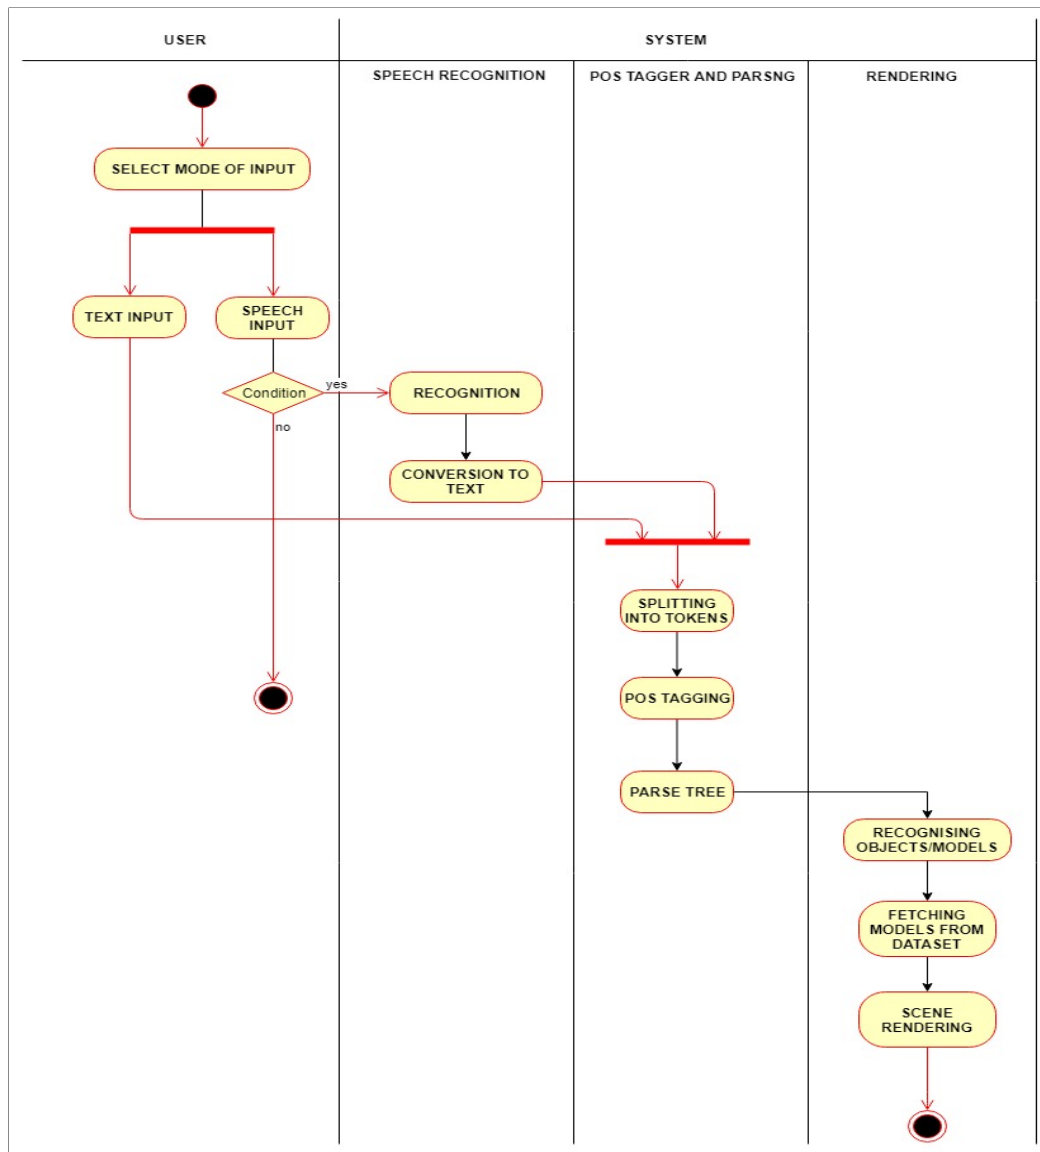 USER
SYSTEM
SPEECH RECOGNITION
POS TAGGER AND PARSNG
RENDERING
SELECT MODE OF INPUT
TEXT INPUT
SPEECH
INPUT
Condition
yes
no
RECOGNITION
CONVERSION TO
TEXT
SPLITTING
INTO TOKENS
POS TAGGING
PARSE TREE
RECOGNISING
OBJECTS/MODELS
FETCHING
MODELS FROM
DATASET
SCENE
RENDERING